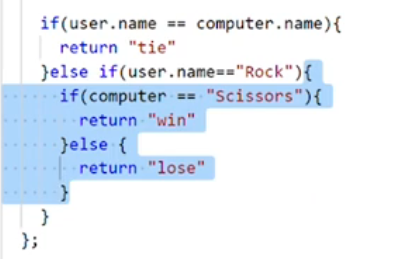 if(user.name == computer.name){
return "tie"
}else if(user.name=="Rock"){
if(computer == "Scissors"){
return "win"
}else {
return "lose"
}
}
};